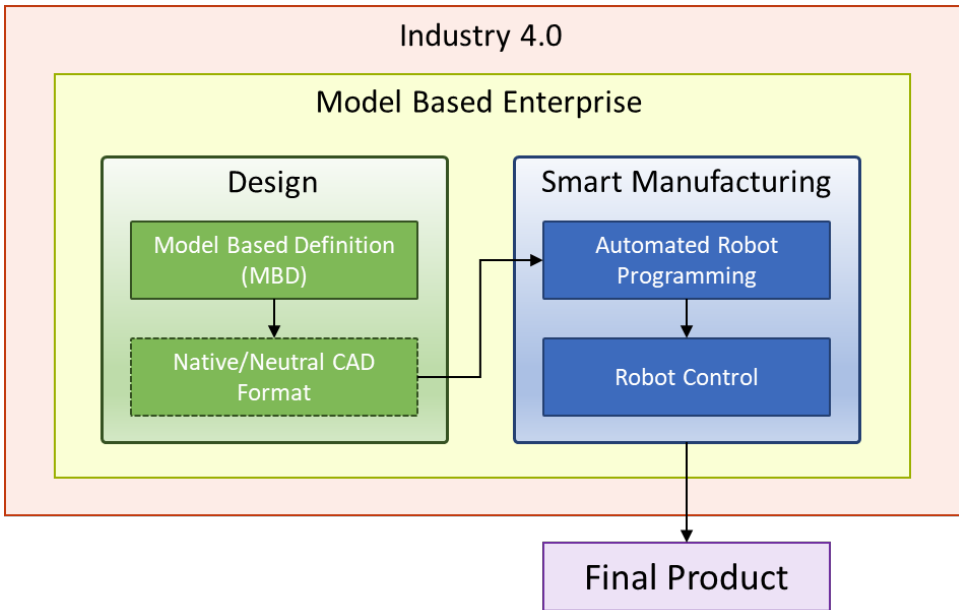 Industry 4.0
Model Based Enterprise
Design
Model Based Definition
(MBD)
Native/Neutral CAD
Format
Smart Manufacturing
Automated Robot
Programming
Robot Control
Final Product